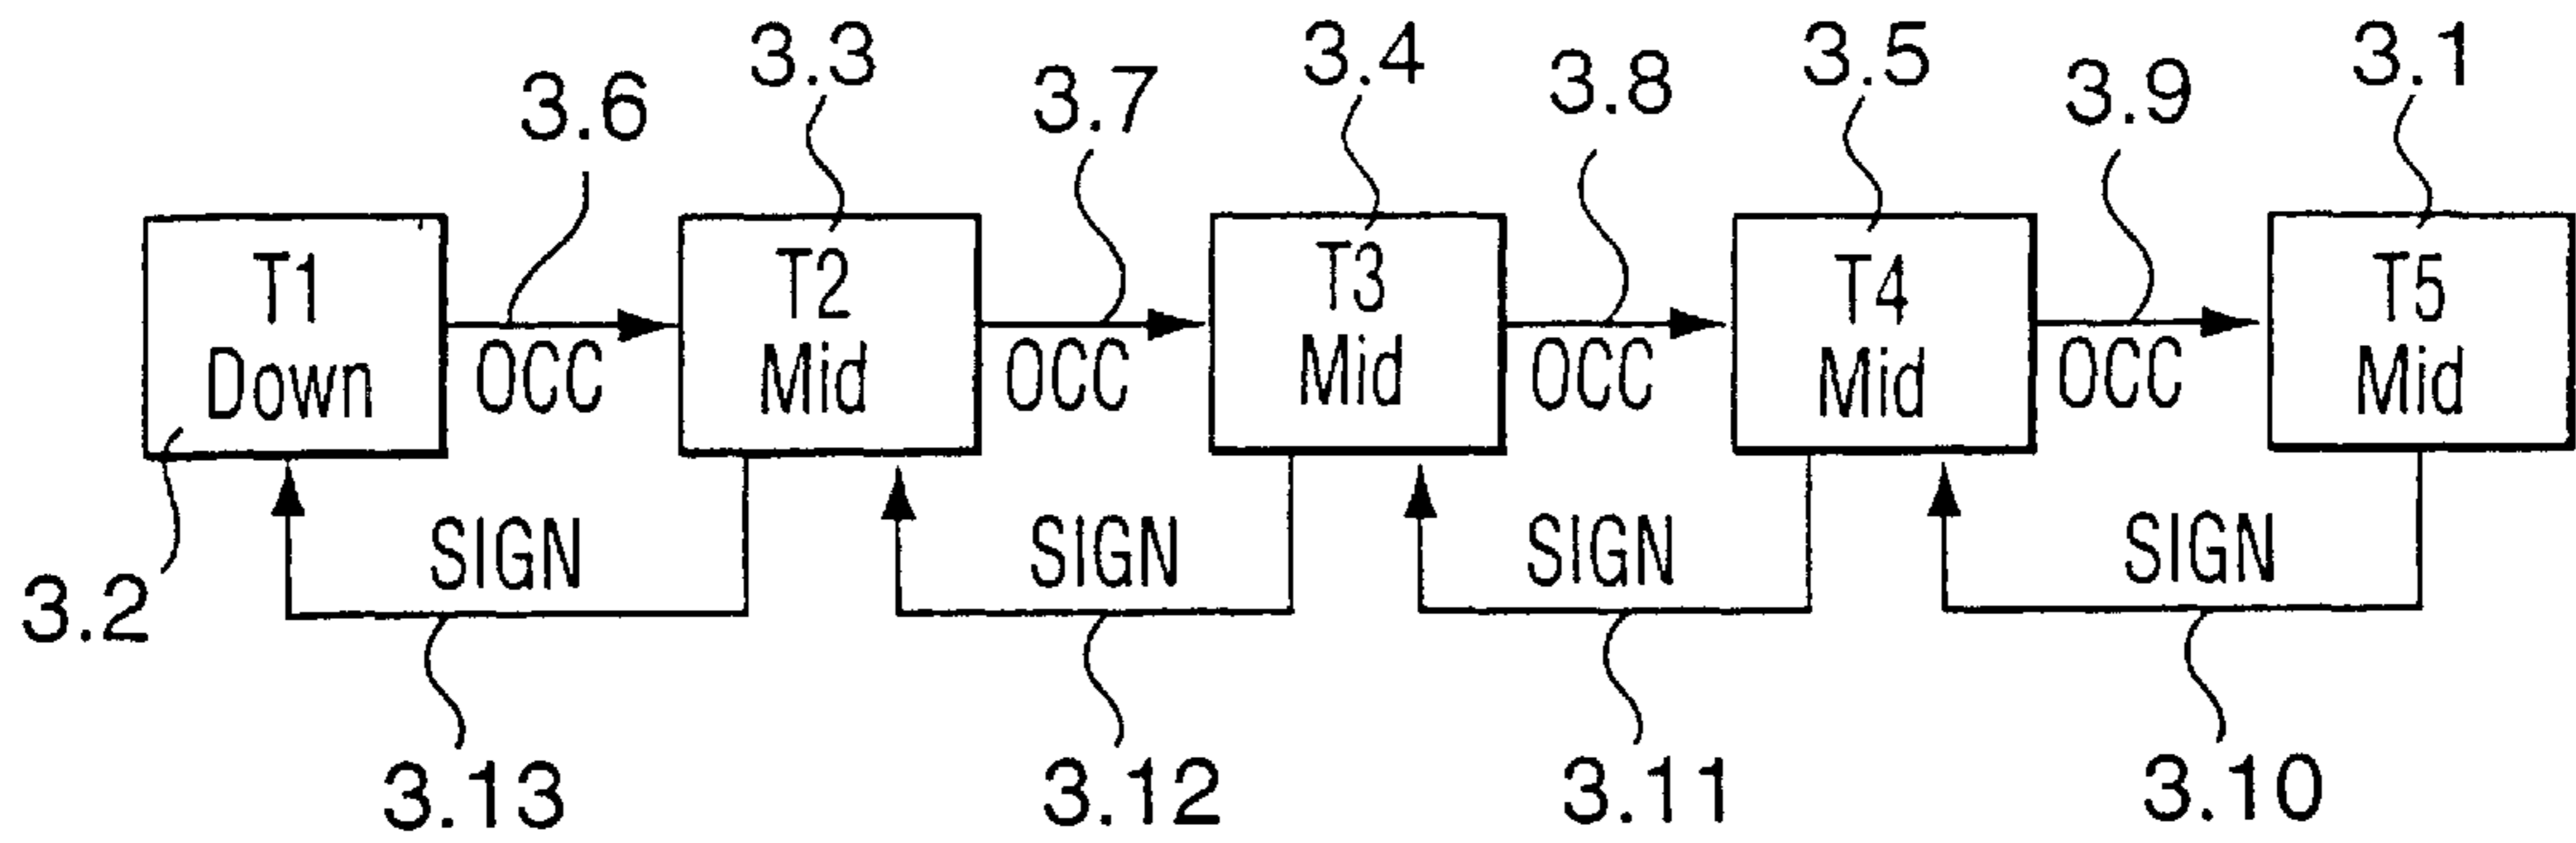 3.6
3.3
3.7
3.4
3.8
3.5
3.9
3.1
T1
Down
OCC
T2
Mid
OCC
T3
Mid
OCC
T4
Mid
OCC
T5
Mid
SIGN
SIGN
SIGN
SIGN
3.2
3.13
3.12
3.11
3.10